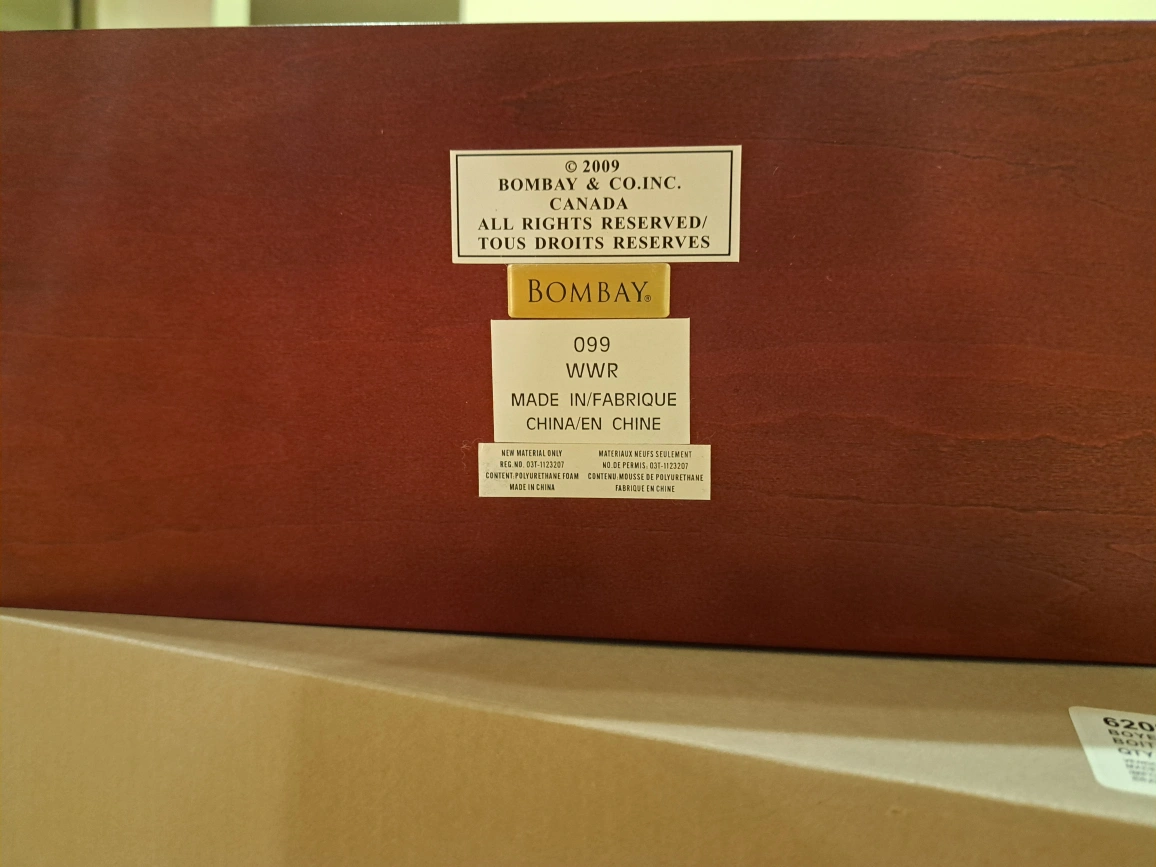 © 2009
BOMBAY & CO.INC.
CANADA
ALL RIGHTS RESERVED/
TOUS DROITS RESERVES
BOMBAY®
099
WWR
MADE IN/FABRIQUE
CHINA/EN CHINE
NEW MATERIAL ONLY
REG.NO. 03T-1123207
CONTENT:POLYURETHANE FOAM
MADE IN CHINA
MATERIAUX NEUFS SEULEMENT
NO.DE PERMIS: 03T-1123207
CONTENU:MOUSSE DE POLYURETHANE
FABRIQUE EN CHINE
620
QTY